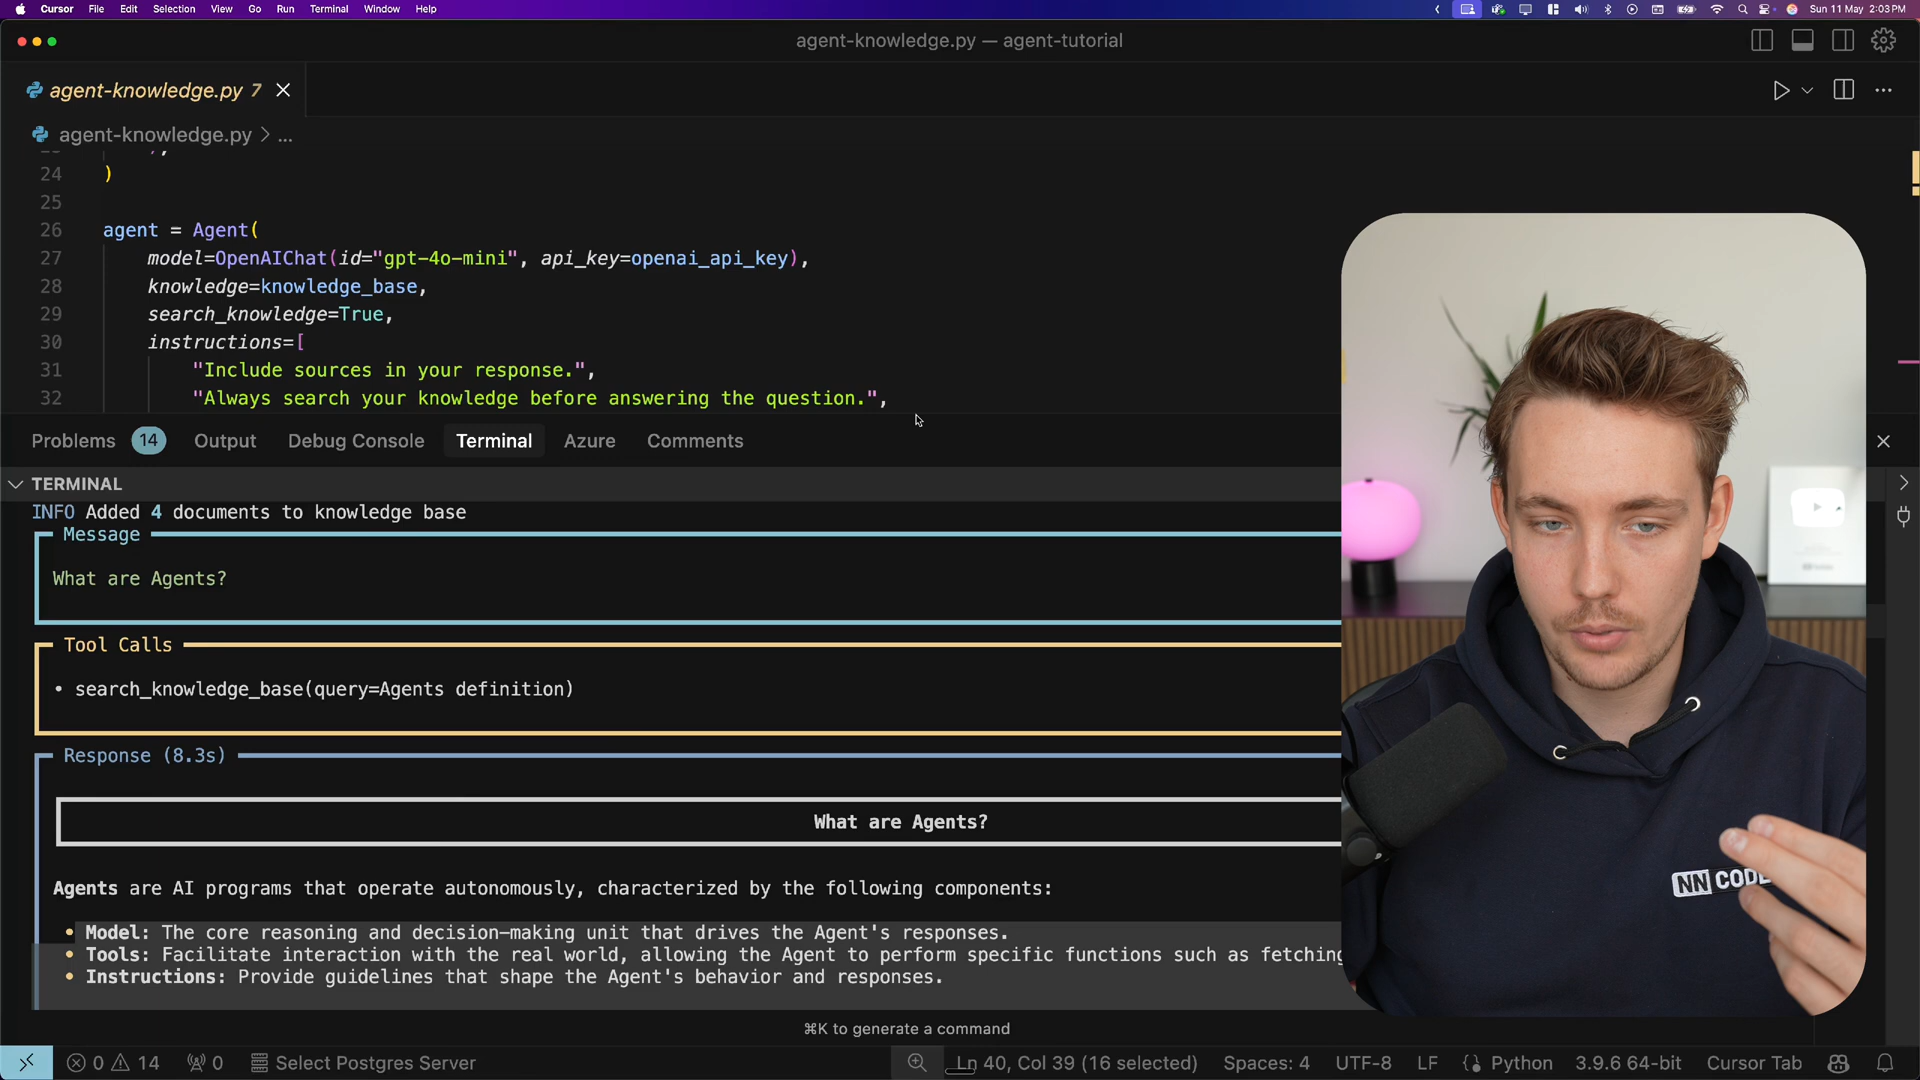 Cursor File Edit Selection View Go Run Terminal Window Help Sun 11 May 2:03 PM
agent-knowledge.py — agent-tutorial
agent-knowledge.py 7
agent-knowledge.py > ...
24 )
25
26 agent = Agent(
27 model=OpenAIChat(id="gpt-4o-mini", api_key=openai_api_key),
28 knowledge=knowledge_base,
29 search_knowledge=True,
30 instructions=[
31 "Include sources in your response.",
32 "Always search your knowledge before answering the question.",
Problems 14 Output Debug Console Terminal Azure Comments
TERMINAL
INFO Added 4 documents to knowledge base
Message
What are Agents?
Tool Calls
• search_knowledge_base(query=Agents definition)
Response (8.3s)
What are Agents?
Agents are AI programs that operate autonomously, characterized by the following components:
• Model: The core reasoning and decision-making unit that drives the Agent's responses.
• Tools: Facilitate interaction with the real world, allowing the Agent to perform specific functions such as fetching
• Instructions: Provide guidelines that shape the Agent's behavior and responses.
NN CODE
⌘K to generate a command
0 14 0 Select Postgres Server Ln 40, Col 39 (16 selected) Spaces: 4 UTF-8 LF {} Python 3.9.6 64-bit Cursor Tab